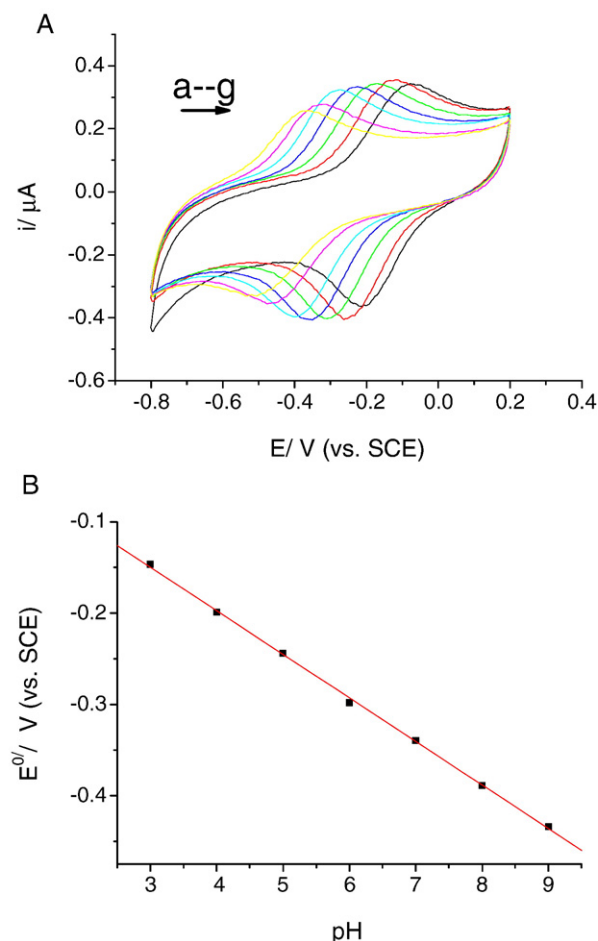 A
a--g
0.4
0.2
0.0
-0.2
-0.4
-0.6
i/ μA
-0.8 -0.6 -0.4 -0.2 0.0 0.2 0.4
E/ V (vs. SCE)
B
-0.1
-0.2
-0.3
-0.4
E0/ / V (vs. SCE)
3 4 5 6 7 8 9
pH